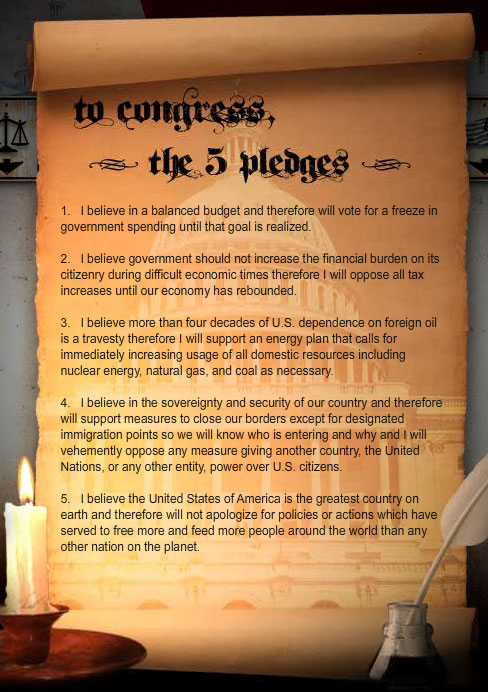 to congress,
the 5 pledges
1. I believe in a balanced budget and therefore will vote for a freeze in
government spending until that goal is realized.
2. I believe government should not increase the financial burden on its
citizenry during difficult economic times therefore I will oppose all tax
increases until our economy has rebounded.
3. I believe more than four decades of U.S. dependence on foreign oil
is a travesty therefore I will support an energy plan that calls for
immediately increasing usage of all domestic resources including
nuclear energy, natural gas, and coal as necessary.
4. I believe in the sovereignty and security of our country and therefore
will support measures to close our borders except for designated
immigration points so we will know who is entering and why and I will
vehemently oppose any measure giving another country, the United
Nations, or any other entity, power over U.S. citizens.
5. I believe the United States of America is the greatest country on
earth and therefore will not apologize for policies or actions which have
served to free more and feed more people around the world than any
other nation on the planet.